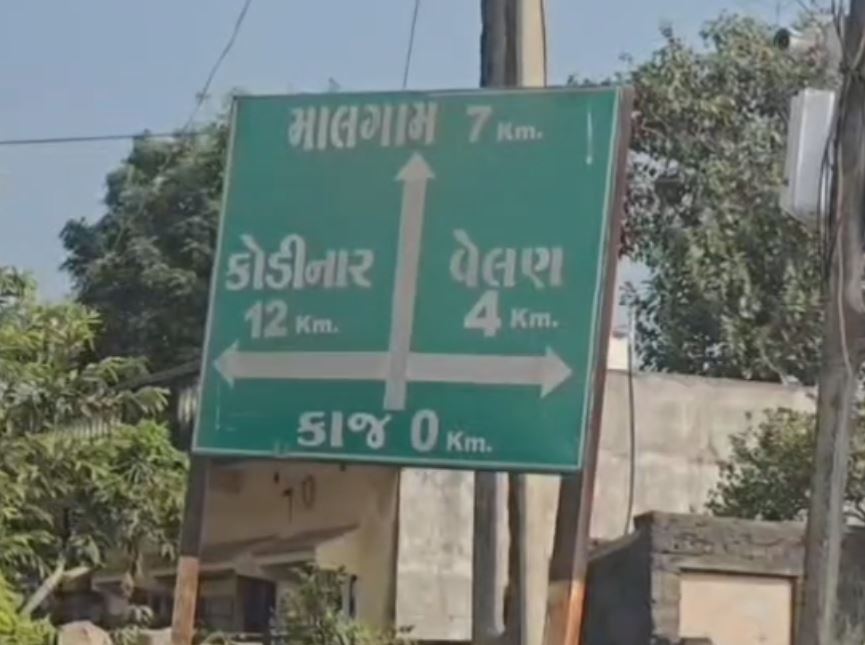 માલગામ 7 Km.
કોડીનાર
12 Km.
વેલણ
4 Km.
કાજ 0 Km.